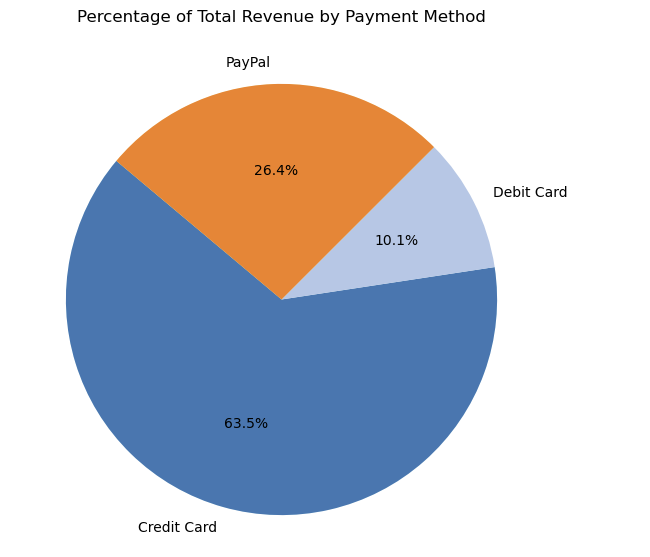 Percentage of Total Revenue by Payment Method
PayPal
26.4%
Debit Card
10.1%
63.5%
Credit Card